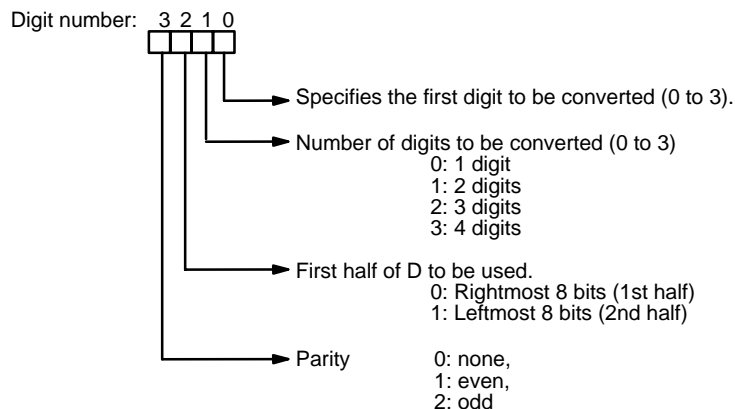 Digit number: 3 2 1 0
Specifies the first digit to be converted (0 to 3).
Number of digits to be converted (0 to 3)
0: 1 digit
1: 2 digits
2: 3 digits
3: 4 digits
First half of D to be used.
0: Rightmost 8 bits (1st half)
1: Leftmost 8 bits (2nd half)
Parity 0: none,
1: even,
2: odd